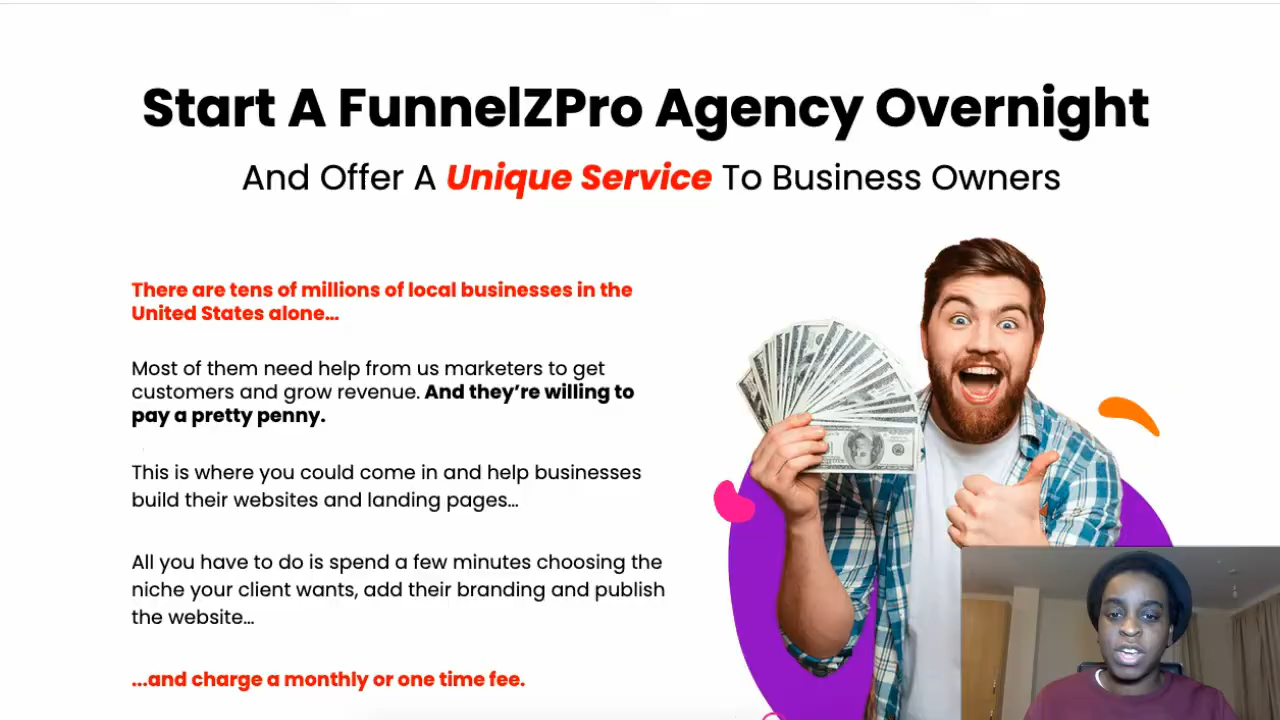 Start A FunnelZPro Agency Overnight
And Offer A Unique Service To Business Owners
There are tens of millions of local businesses in the
United States alone...
Most of them need help from us marketers to get
customers and grow revenue. And they’re willing to
pay a pretty penny.
This is where you could come in and help businesses
build their websites and landing pages...
All you have to do is spend a few minutes choosing the
niche your client wants, add their branding and publish
the website...
...and charge a monthly or one time fee.